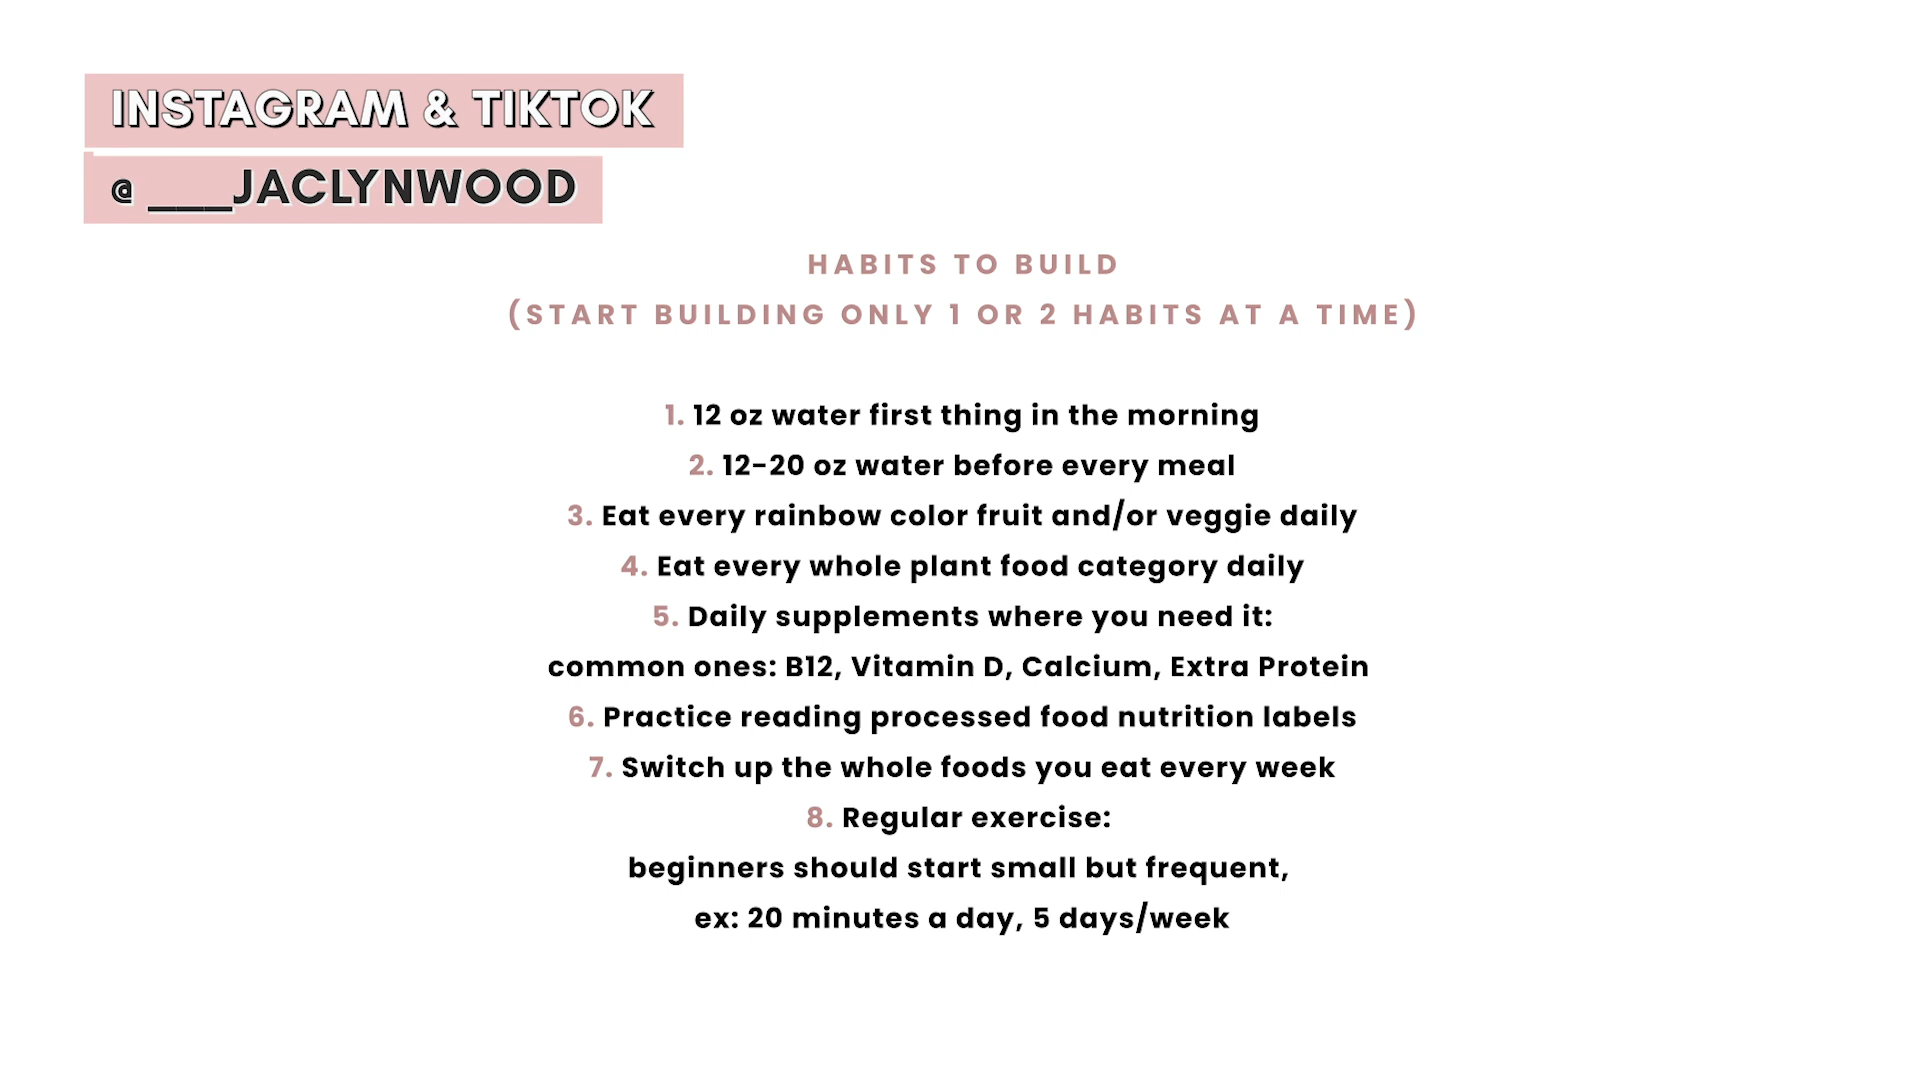 INSTAGRAM & TIKTOK
@ ___JACLYNWOOD
HABITS TO BUILD
(START BUILDING ONLY 1 OR 2 HABITS AT A TIME)
1. 12 oz water first thing in the morning
2. 12-20 oz water before every meal
3. Eat every rainbow color fruit and/or veggie daily
4. Eat every whole plant food category daily
5. Daily supplements where you need it:
common ones: B12, Vitamin D, Calcium, Extra Protein
6. Practice reading processed food nutrition labels
7. Switch up the whole foods you eat every week
8. Regular exercise:
beginners should start small but frequent,
ex: 20 minutes a day, 5 days/week